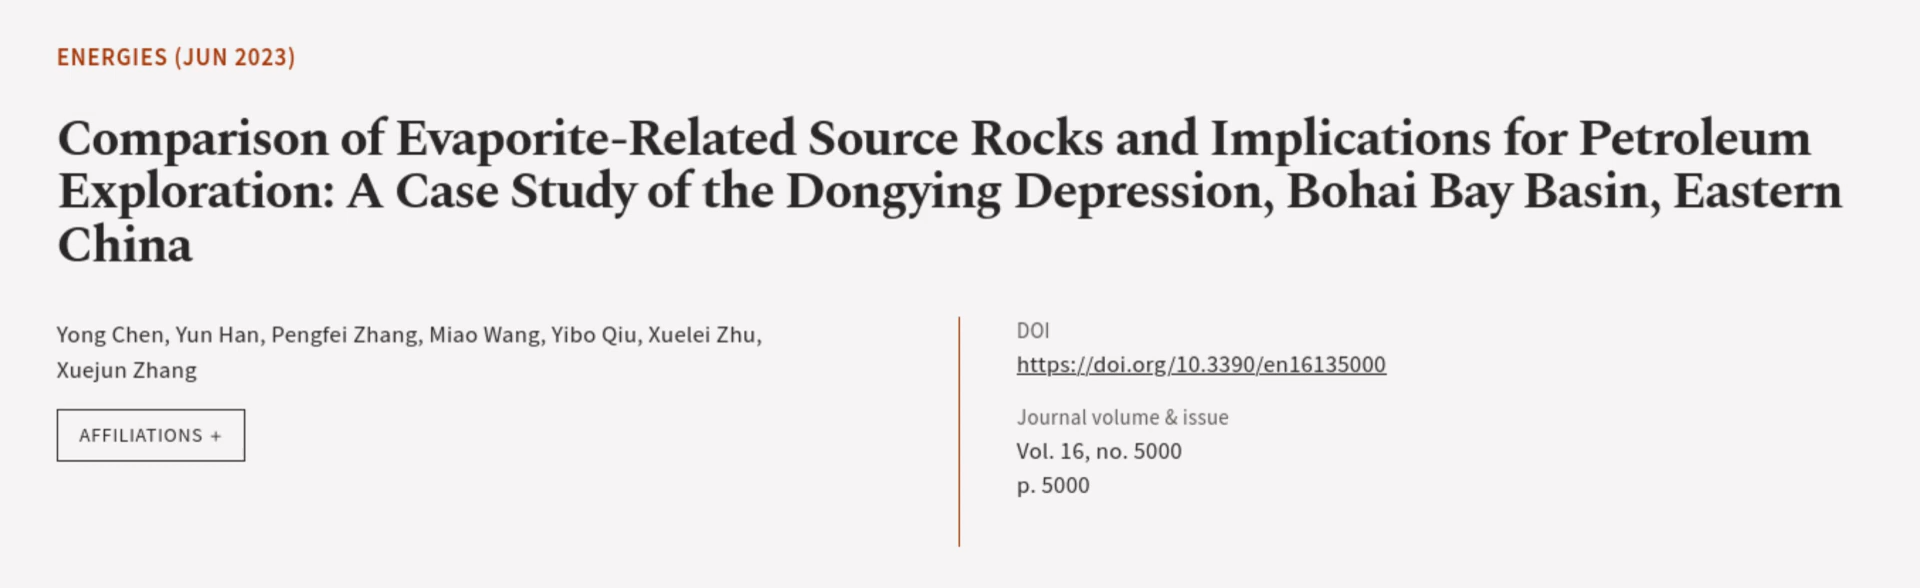 ENERGIES (JUN 2023)
Comparison of Evaporite-Related Source Rocks and Implications for Petroleum
Exploration: A Case Study of the Dongying Depression, Bohai Bay Basin, Eastern
China
Yong Chen, Yun Han, Pengfei Zhang, Miao Wang, Yibo Qiu, Xuelei Zhu,
Xuejun Zhang
AFFILIATIONS +
DOI
https://doi.org/10.3390/en16135000
Journal volume & issue
Vol. 16, no. 5000
p. 5000